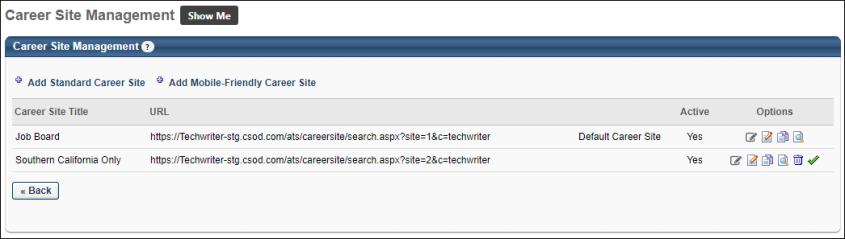 Career Site Management Show Me
Career Site Management ?
Add Standard Career Site Add Mobile-Friendly Career Site
Career Site Title URL Active Options
Job Board https://Techwriter-stg.csod.com/ats/careersite/search.aspx?site=1&c=techwriter Default Career Site Yes
Southern California Only https://Techwriter-stg.csod.com/ats/careersite/search.aspx?site=2&c=techwriter Yes
« Back